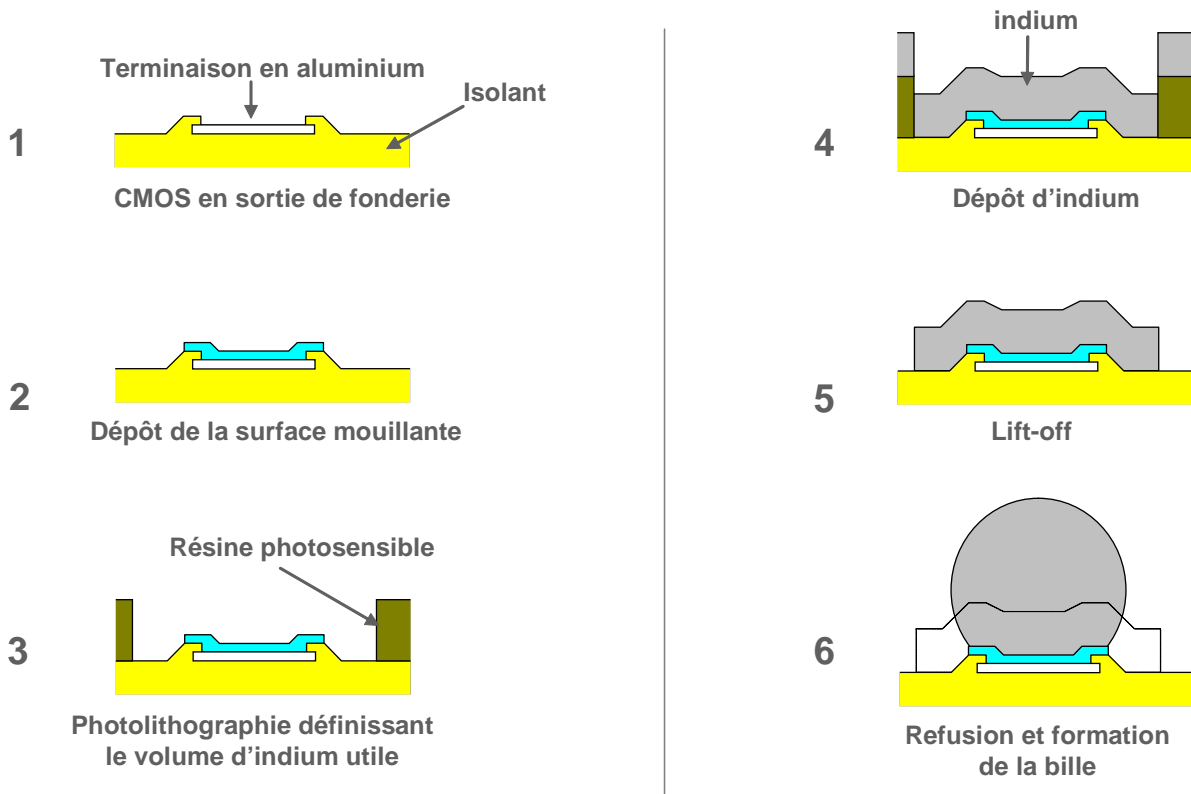 Terminaison en aluminium
Isolant
1
CMOS en sortie de fonderie
2
Dépôt de la surface mouillante
Résine photosensible
3
Photolithographie définissant
le volume d’indium utile
indium
4
Dépôt d’indium
5
Lift-off
6
Refusion et formation
de la bille